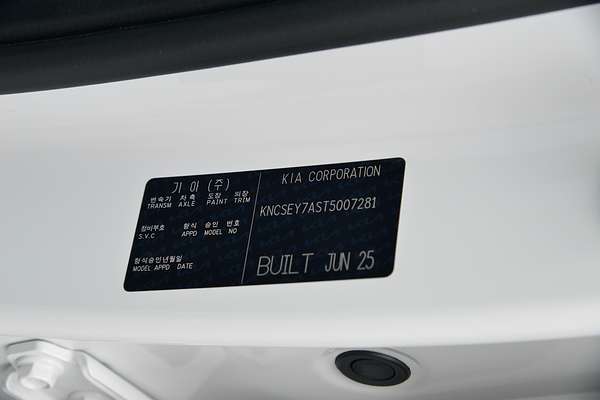 기 아 (주)
변속기 차 축 도장 의장
TRANSM AXLE PAINT TRIM
정비부호 형식 승인 번호
S.V.C APPD MODEL NO
형식승인년월일
MODEL APPD DATE
KIA CORPORATION
KNCSEY7AST5007281
BUILT JUN 25